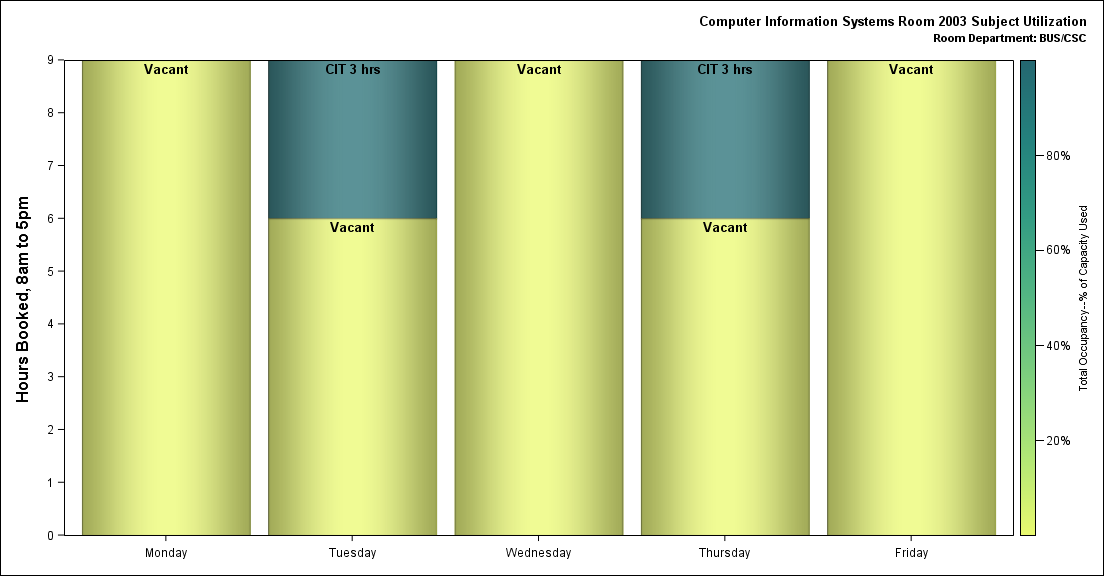 Computer Information Systems Room 2003 Subject Utilization
Room Department: BUS/CSC
Hours Booked, 8am to 5pm
9
8
7
6
5
4
3
2
1
0
Vacant
CIT 3 hrs
Vacant
CIT 3 hrs
Vacant
Vacant
Vacant
Monday
Tuesday
Wednesday
Thursday
Friday
80%
60%
40%
20%
Total Occupancy--% of Capacity Used